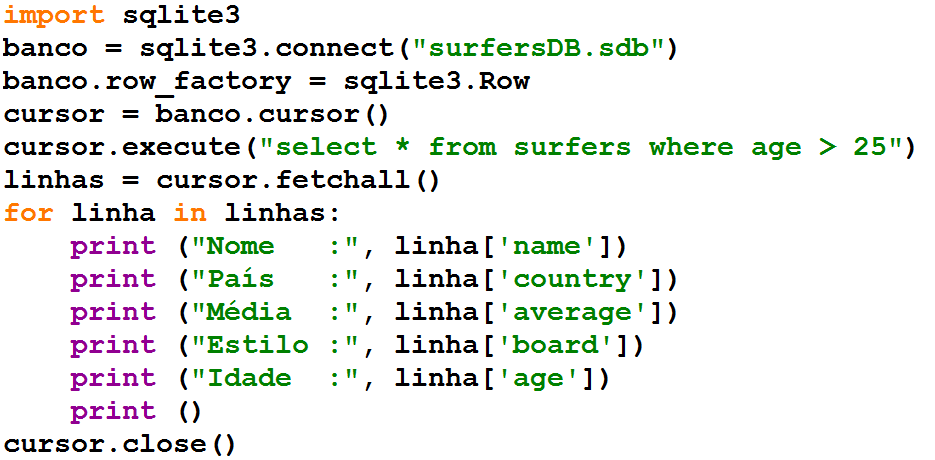 import sqlite3
banco = sqlite3.connect("surfersDB.sdb")
banco.row_factory = sqlite3.Row
cursor = banco.cursor()
cursor.execute("select * from surfers where age > 25")
linhas = cursor.fetchall()
for linha in linhas:
    print ("Nome   :", linha['name'])
    print ("País   :", linha['country'])
    print ("Média  :", linha['average'])
    print ("Estilo :", linha['board'])
    print ("Idade  :", linha['age'])
    print ()
cursor.close()